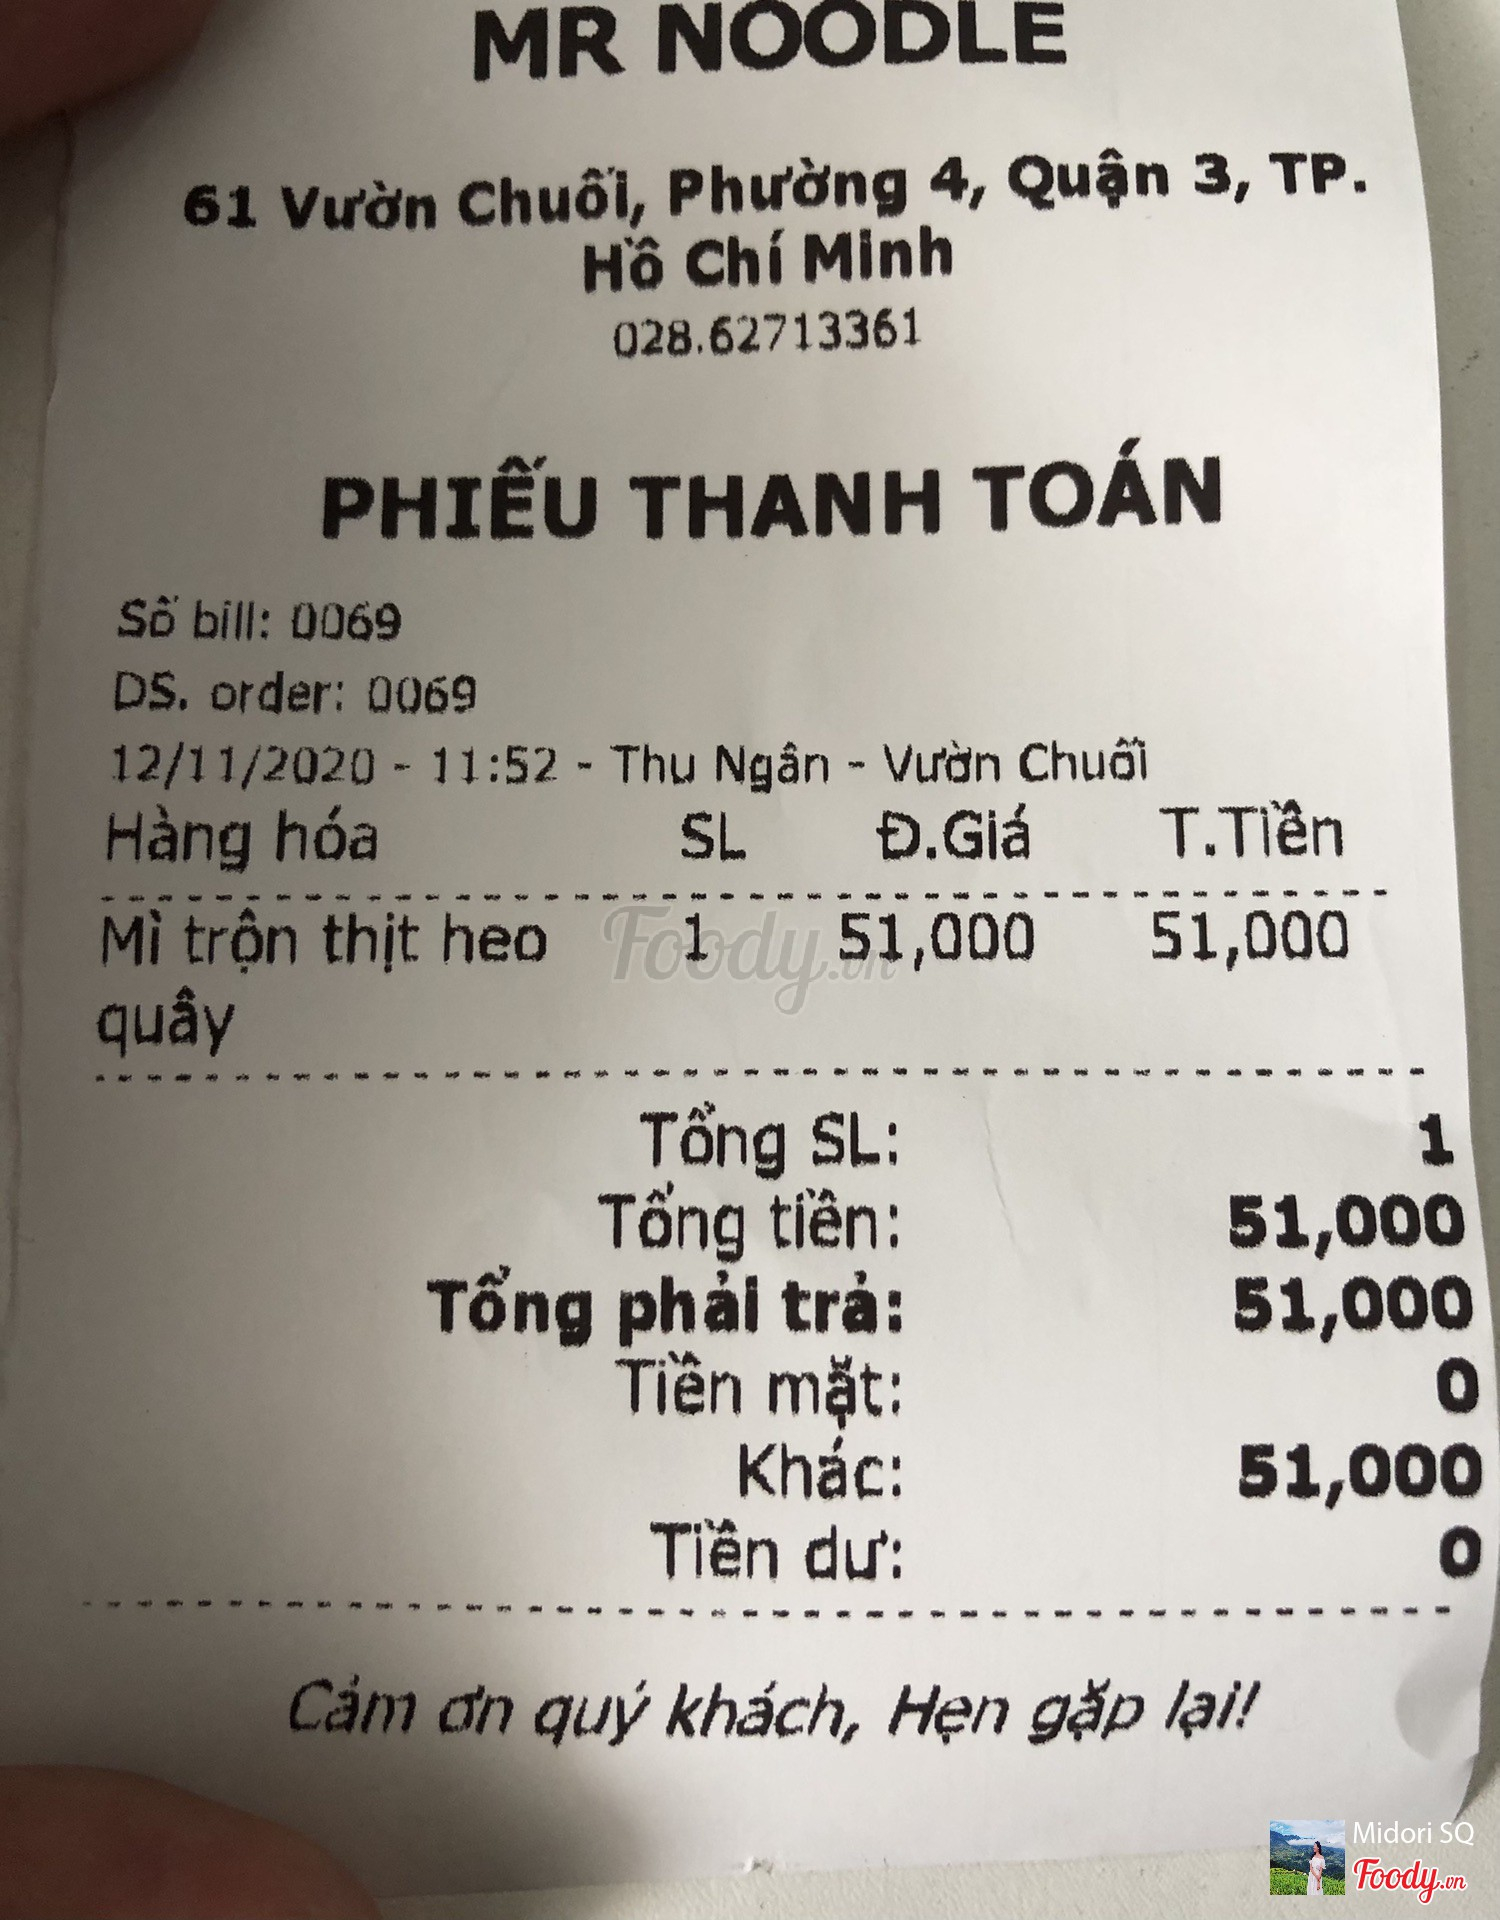 MR NOODLE
61 Vườn Chuối, Phường 4, Quận 3, TP.
Hồ Chí Minh
028.62713361
PHIẾU THANH TOÁN
Số bill: 0069
DS. order: 0069
12/11/2020 - 11:52 - Thu Ngân - Vườn Chuối
Hàng hóa SL Đ.Giá T.Tiền
Mì trộn thịt heo 1 51,000 51,000
quây
Foody.vn
Tổng SL: 1
Tổng tiền: 51,000
Tổng phải trả: 51,000
Tiền mặt: 0
Khác: 51,000
Tiền dư: 0
Cảm ơn quý khách, Hẹn gặp lại!
Midori SQ
Foody.vn